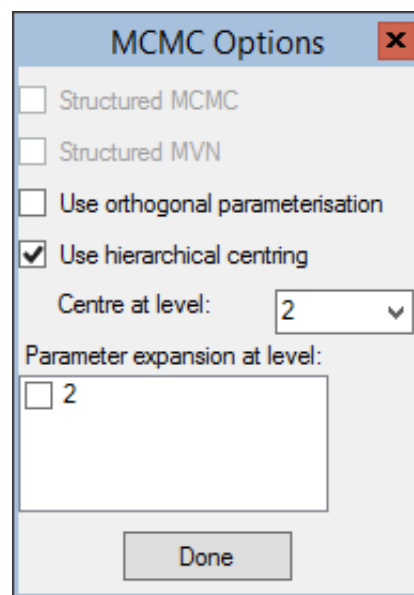 MCMC Options
Structured MCMC
Structured MVN
Use orthogonal parameterisation
Use hierarchical centring
Centre at level: 2
Parameter expansion at level:
2
Done